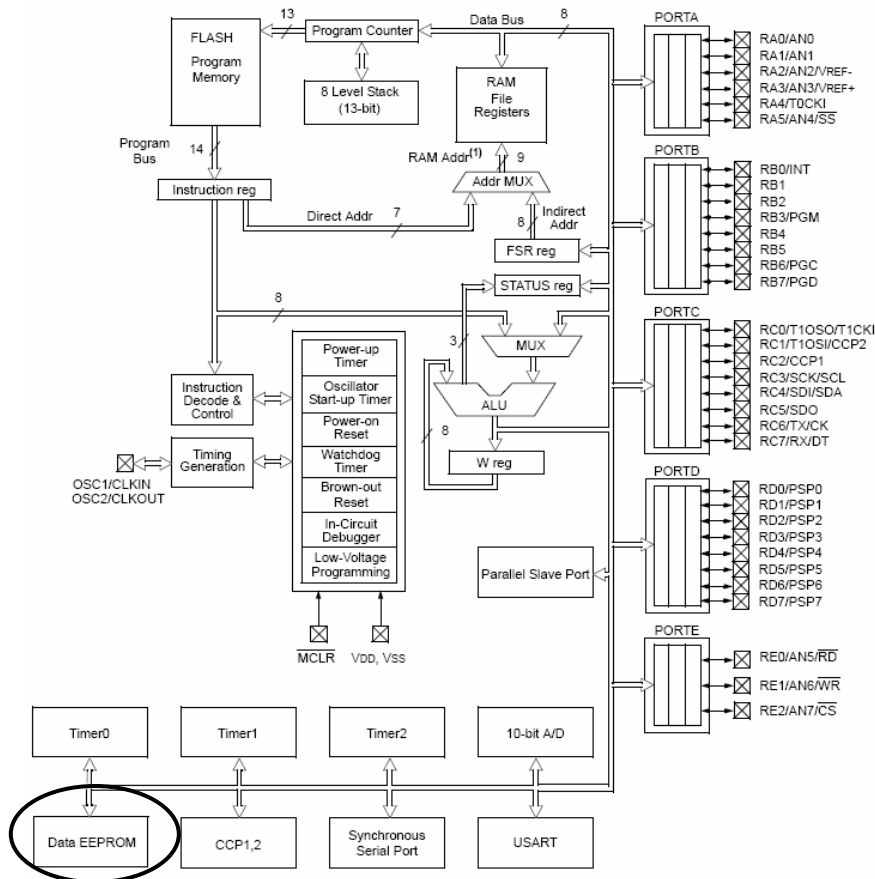 13
Program Counter
Data Bus
8
FLASH
Program
Memory
8 Level Stack
(13-bit)
RAM
File
Registers
Program
Bus
14
RAM Addr(1)
9
Addr MUX
Instruction reg
Direct Addr
7
8
Indirect
Addr
FSR reg
STATUS reg
8
3
MUX
ALU
8
W reg
Power-up
Timer
Oscillator
Start-up Timer
Power-on
Reset
Watchdog
Timer
Brown-out
Reset
In-Circuit
Debugger
Low-Voltage
Programming
Instruction
Decode &
Control
Timing
Generation
OSC1/CLKIN
OSC2/CLKOUT
MCLR
VDD, VSS
Parallel Slave Port
PORTA
RA0/AN0
RA1/AN1
RA2/AN2/VREF-
RA3/AN3/VREF+
RA4/T0CKI
RA5/AN4/SS
PORTB
RB0/INT
RB1
RB2
RB3/PGM
RB4
RB5
RB6/PGC
RB7/PGD
PORTC
RC0/T1OSO/T1CKI
RC1/T1OSI/CCP2
RC2/CCP1
RC3/SCK/SCL
RC4/SDI/SDA
RC5/SDO
RC6/TX/CK
RC7/RX/DT
PORTD
RD0/PSP0
RD1/PSP1
RD2/PSP2
RD3/PSP3
RD4/PSP4
RD5/PSP5
RD6/PSP6
RD7/PSP7
PORTE
RE0/AN5/RD
RE1/AN6/WR
RE2/AN7/CS
Timer0
Timer1
Timer2
10-bit A/D
Data EEPROM
CCP1,2
Synchronous
Serial Port
USART